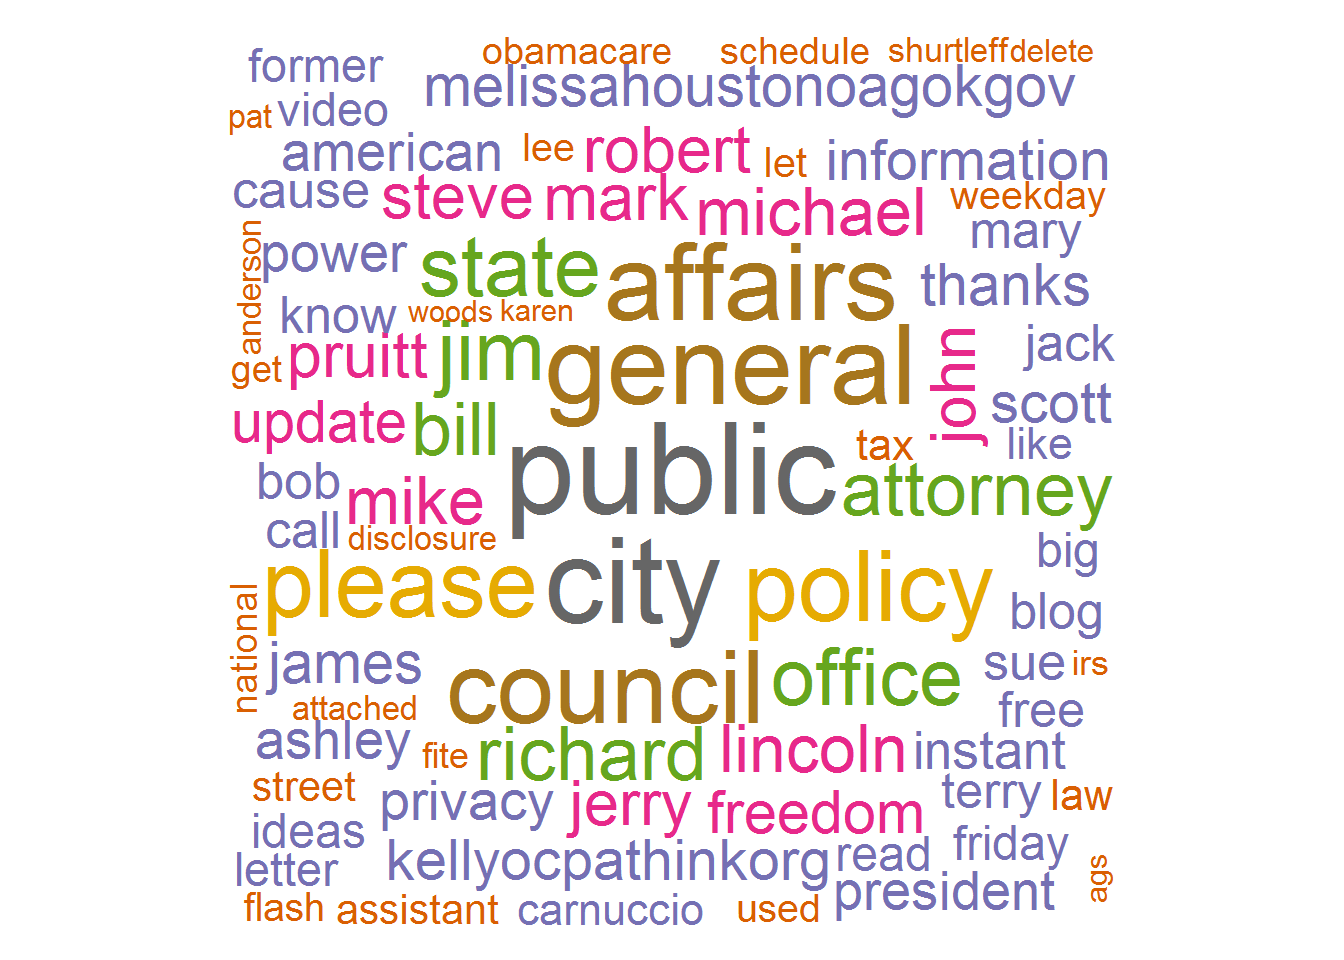 obamacare schedule shurtleff delete
former melissahoustonoagokgov
pat video
american lee robert let information
cause steve mark michael weekday
mary
anderson power state affairs thanks
know woods karen
get pruitt jim general john jack
update bill scott
public tax like
bob mike attorney
call disclosure big
please city policy blog
national james council office sue irs
attached free
ashley fite richard lincoln instant
street privacy jerry freedom terry law
ideas
letter kellyocpathinkorg read friday
flash assistant carnuccio used president ags